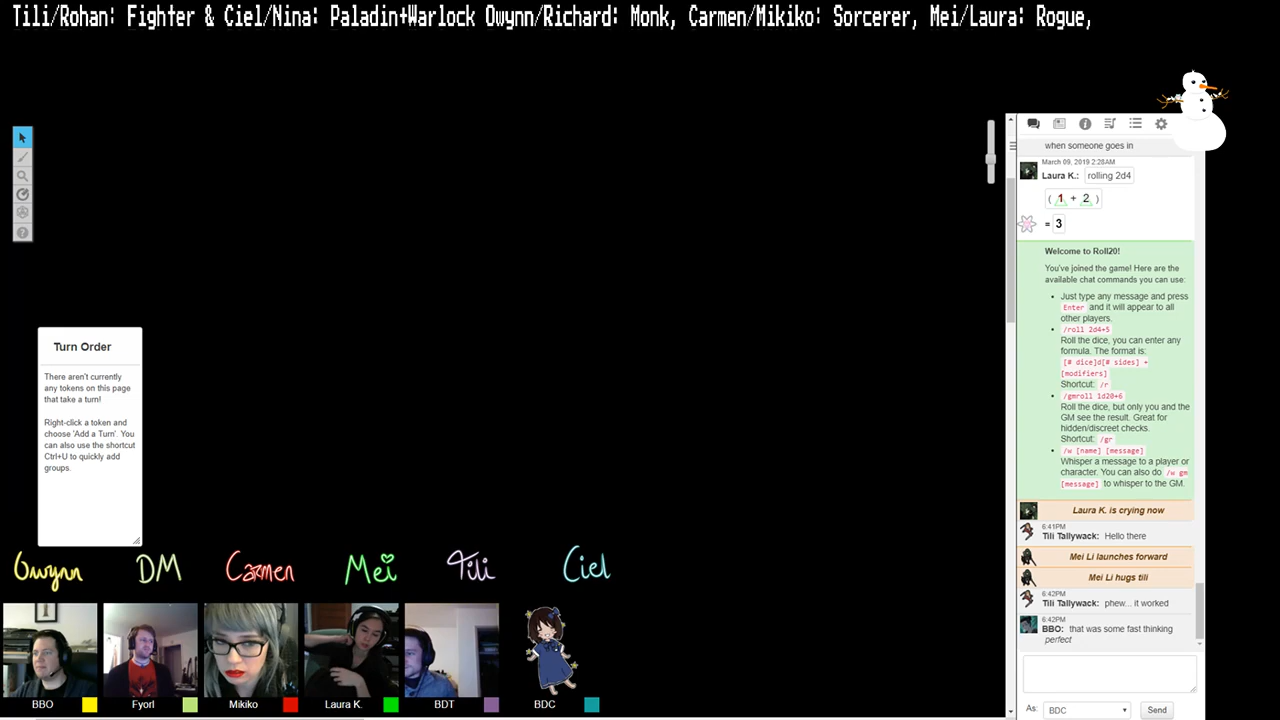 Tili/Rohan: Fighter & Ciel/Nina: Paladin+Warlock Owynn/Richard: Monk, Carmen/Mikiko: Sorcerer, Mei/Laura: Rogue,
when someone goes in
March 09, 2019 2:28AM
Laura K.: rolling 2d4
( 1 + 2 )
= 3
Welcome to Roll20!
You've joined the game! Here are the
available chat commands you can use:
Just type any message and press
Enter and it will appear to all
other players.
/roll 2d4+5
Roll the dice, you can enter any
formula. The format is:
[# dice]d[# sides] +
[modifiers]
Shortcut: /r
/gmroll 1d20+6
Roll the dice, but only you and the
GM see the result. Great for
hidden/discreet checks.
Shortcut: /gr
/w [name] [message]
Whisper a message to a player or
character. You can also do /w gm
[message] to whisper to the GM.
Laura K. is crying now
6:41PM
Tili Tallywack: Hello there
Mei Li launches forward
Mei Li hugs tili
6:42PM
Tili Tallywack: phew... it worked
6:42PM
BBO: that was some fast thinking
perfect
As: BDC Send
Turn Order
There aren't currently
any tokens on this page
that take a turn!
Right-click a token and
choose 'Add a Turn'. You
can also use the shortcut
Ctrl+U to quickly add
groups.
Owynn DM Carmen Mei Tili Ciel
BBO Fyorl Mikiko Laura K. BDT BDC